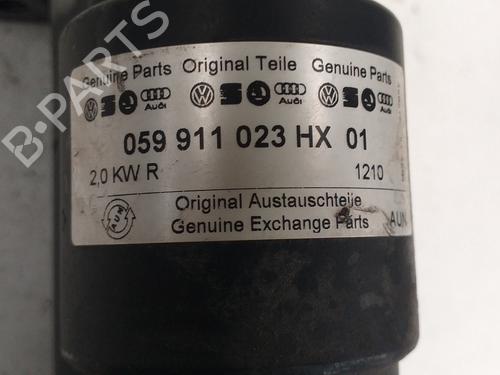 Genuine Parts Original Teile Genuine Parts
Audi Audi Audi
059 911 023 HX 01
2,0 KW R 1210
AUM
Original Austauschteile
Genuine Exchange Parts AUN
B-PARTS